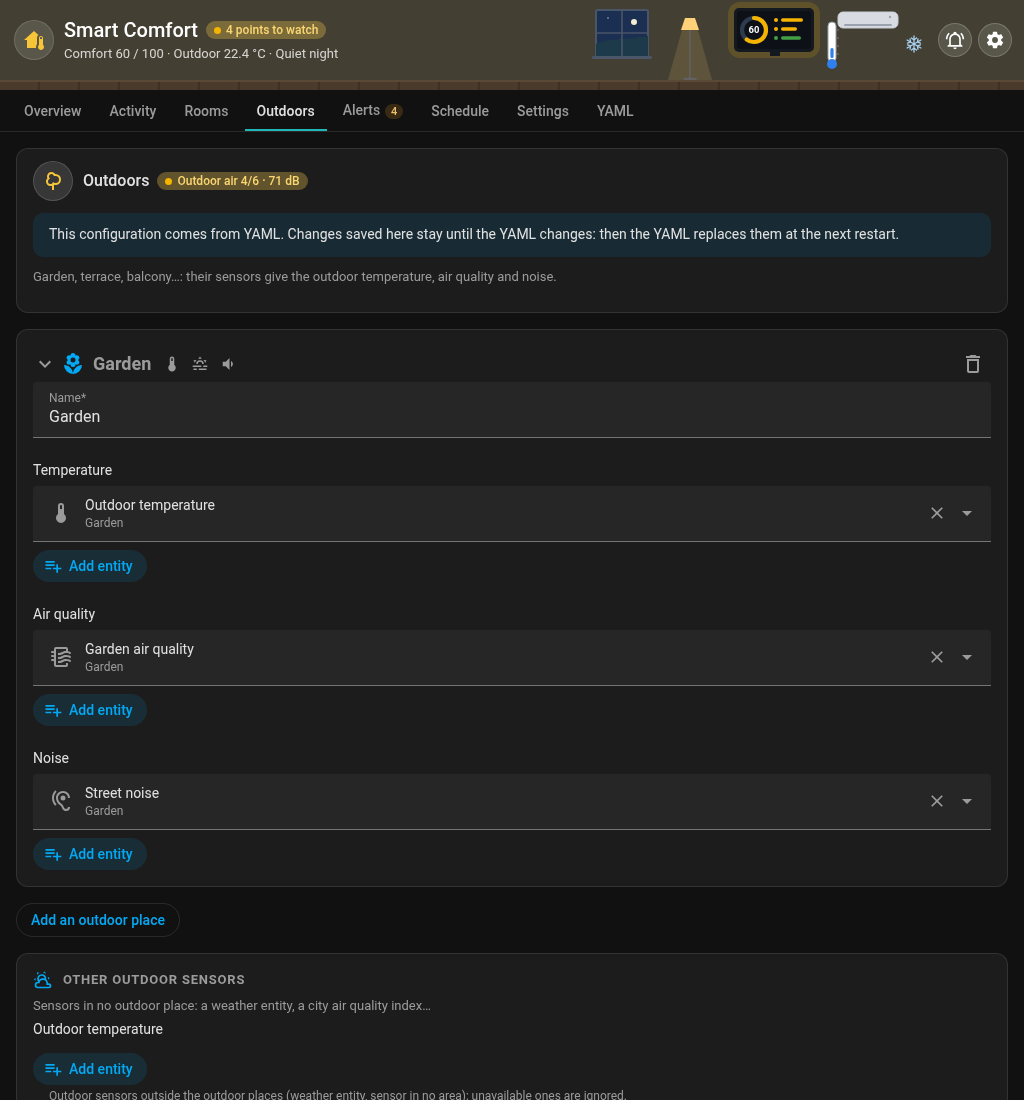 Smart Comfort
4 points to watch
Comfort 60 / 100 · Outdoor 22.4 °C · Quiet night
60
Overview
Activity
Rooms
Outdoors
Alerts 4
Schedule
Settings
YAML
Outdoors
Outdoor air 4/6 · 71 dB
This configuration comes from YAML. Changes saved here stay until the YAML changes: then the YAML replaces them at the next restart.
Garden, terrace, balcony…: their sensors give the outdoor temperature, air quality and noise.
Garden
Name*
Garden
Temperature
Outdoor temperature
Garden
Add entity
Air quality
Garden air quality
Garden
Add entity
Noise
Street noise
Garden
Add entity
Add an outdoor place
OTHER OUTDOOR SENSORS
Sensors in no outdoor place: a weather entity, a city air quality index…
Outdoor temperature
Add entity
Outdoor sensors outside the outdoor places (weather entity, sensor in no area); unavailable ones are ignored.